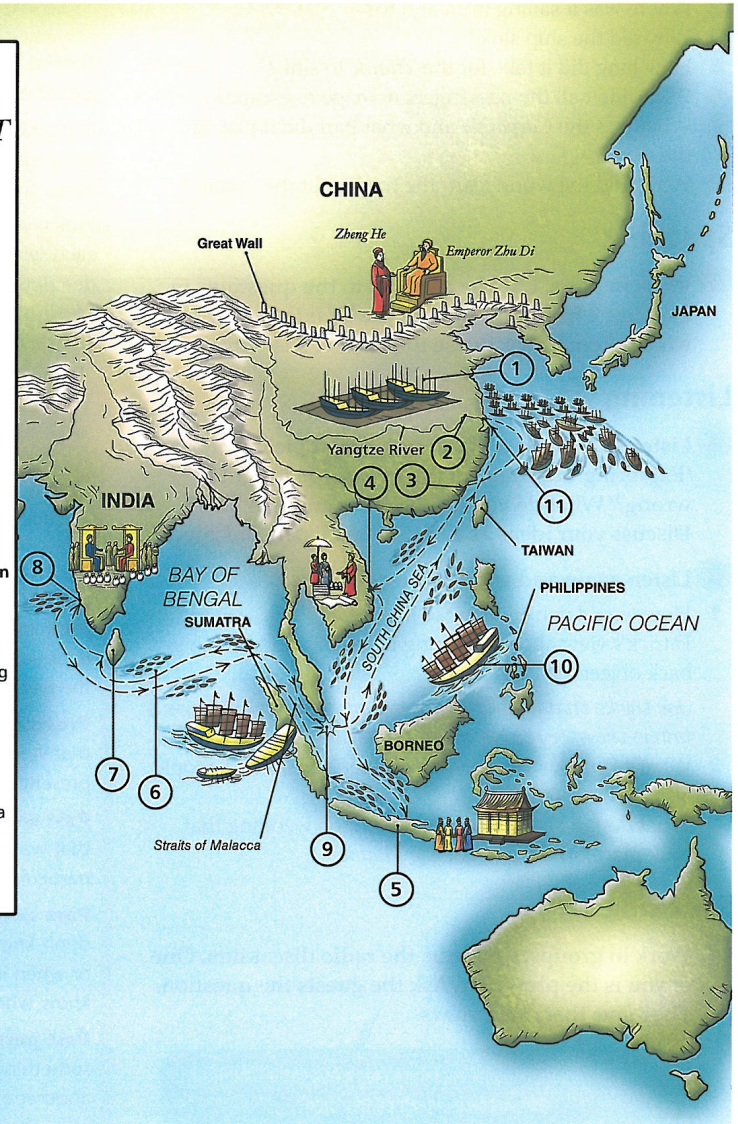 T
CHINA
Zheng He
Great Wall
Emperor Zhu Di
JAPAN
1
Yangtze River
2
4
3
INDIA
11
n
8
TAIWAN
BAY OF
BENGAL
SOUTH CHINA SEA
PHILIPPINES
SUMATRA
PACIFIC OCEAN
g
10
BORNEO
7
6
a
Straits of Malacca
9
5